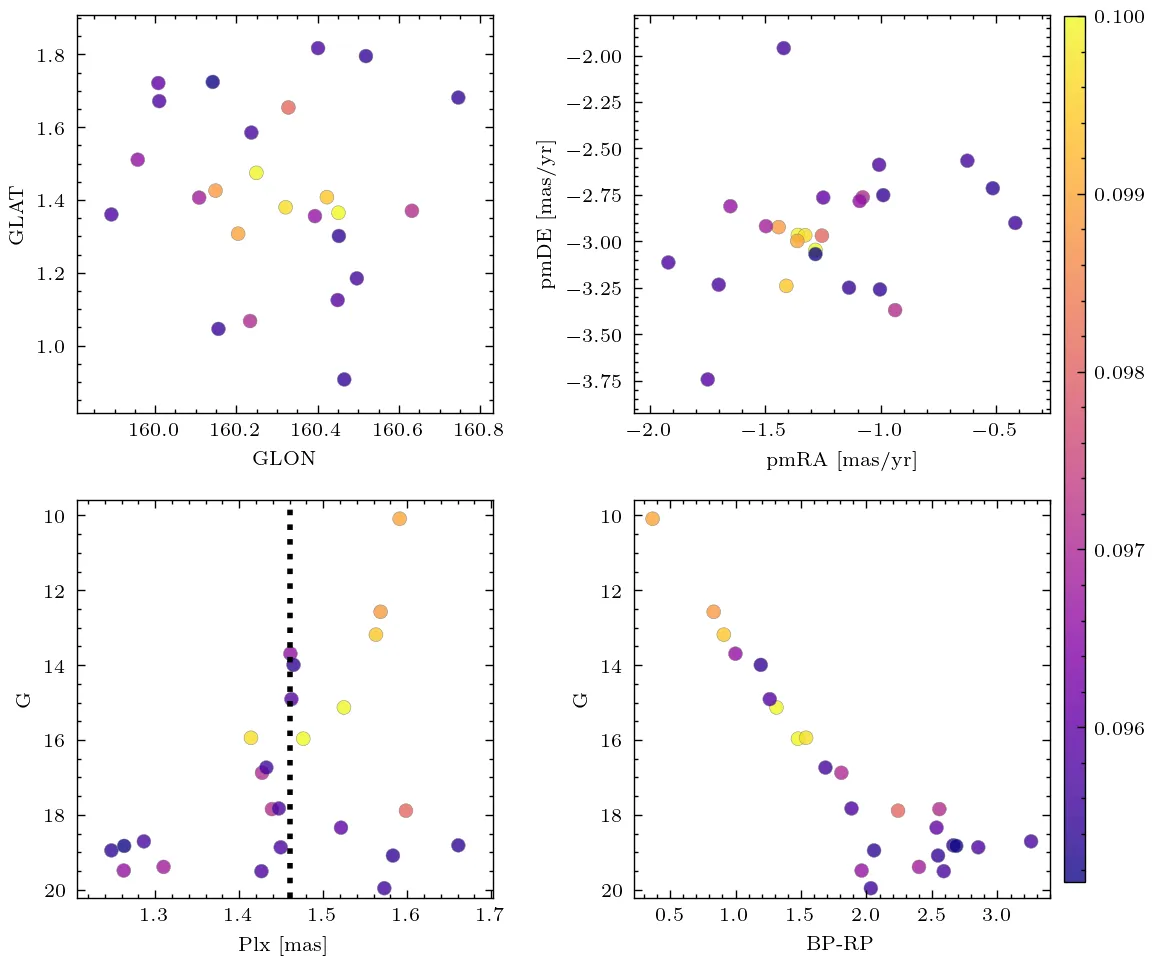 1.8
1.6
1.4
1.2
1.0
GLAT
160.0 160.2 160.4 160.6 160.8
GLON
−2.00
−2.25
−2.50
−2.75
−3.00
−3.25
−3.50
−3.75
pmDE [mas/yr]
−2.0 −1.5 −1.0 −0.5
pmRA [mas/yr]
0.100
0.099
0.098
0.097
0.096
10
12
14
16
18
20
G
1.3 1.4 1.5 1.6 1.7
Plx [mas]
10
12
14
16
18
20
G
0.5 1.0 1.5 2.0 2.5 3.0
BP-RP